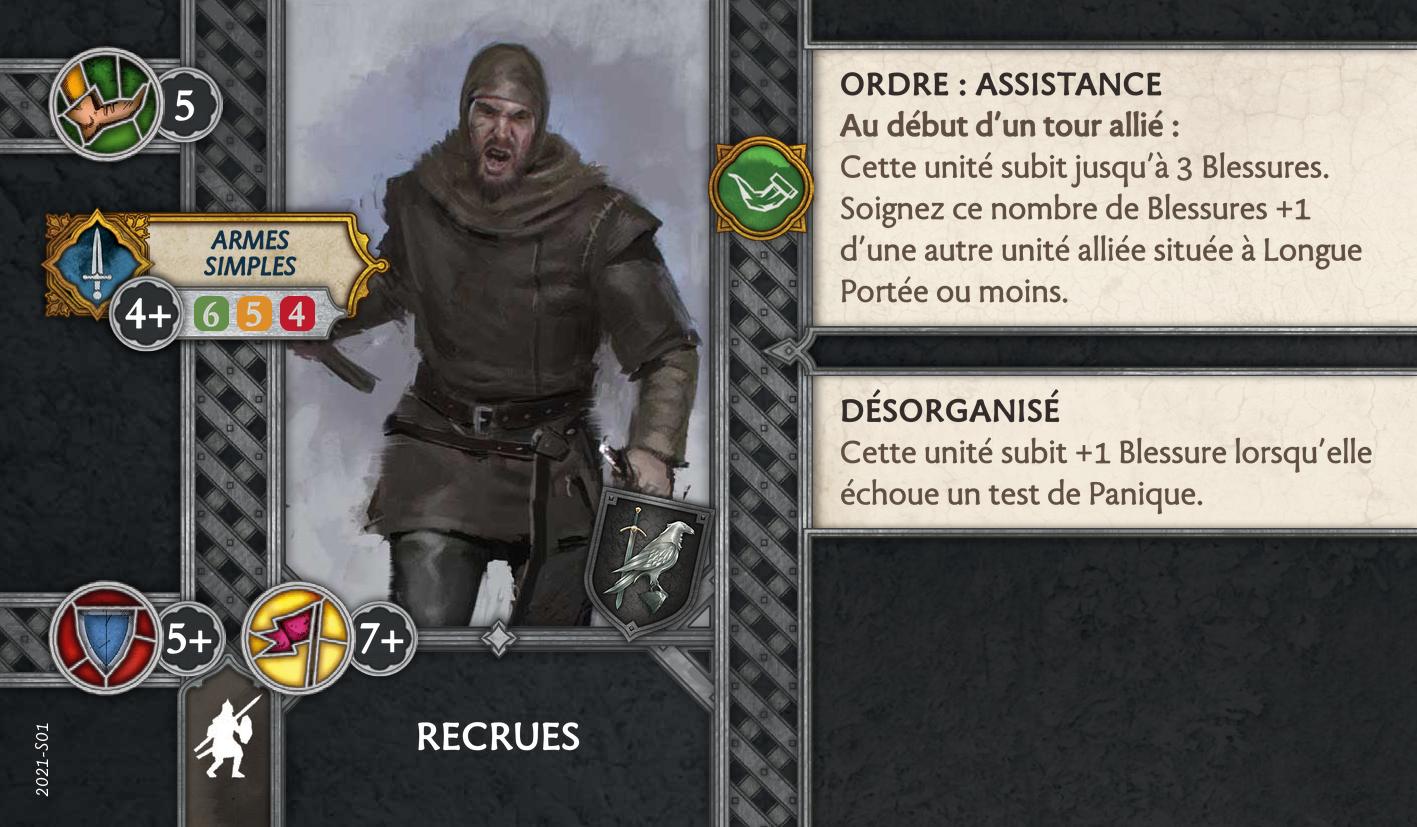 5
ARMES
SIMPLES
4+ 6 5 4
5+ 7+
RECRUES
2021-S01
ORDRE : ASSISTANCE
Au début d'un tour allié :
Cette unité subit jusqu'à 3 Blessures.
Soignez ce nombre de Blessures +1
d'une autre unité alliée située à Longue
Portée ou moins.
DÉSORGANISÉ
Cette unité subit +1 Blessure lorsqu'elle
échoue un test de Panique.